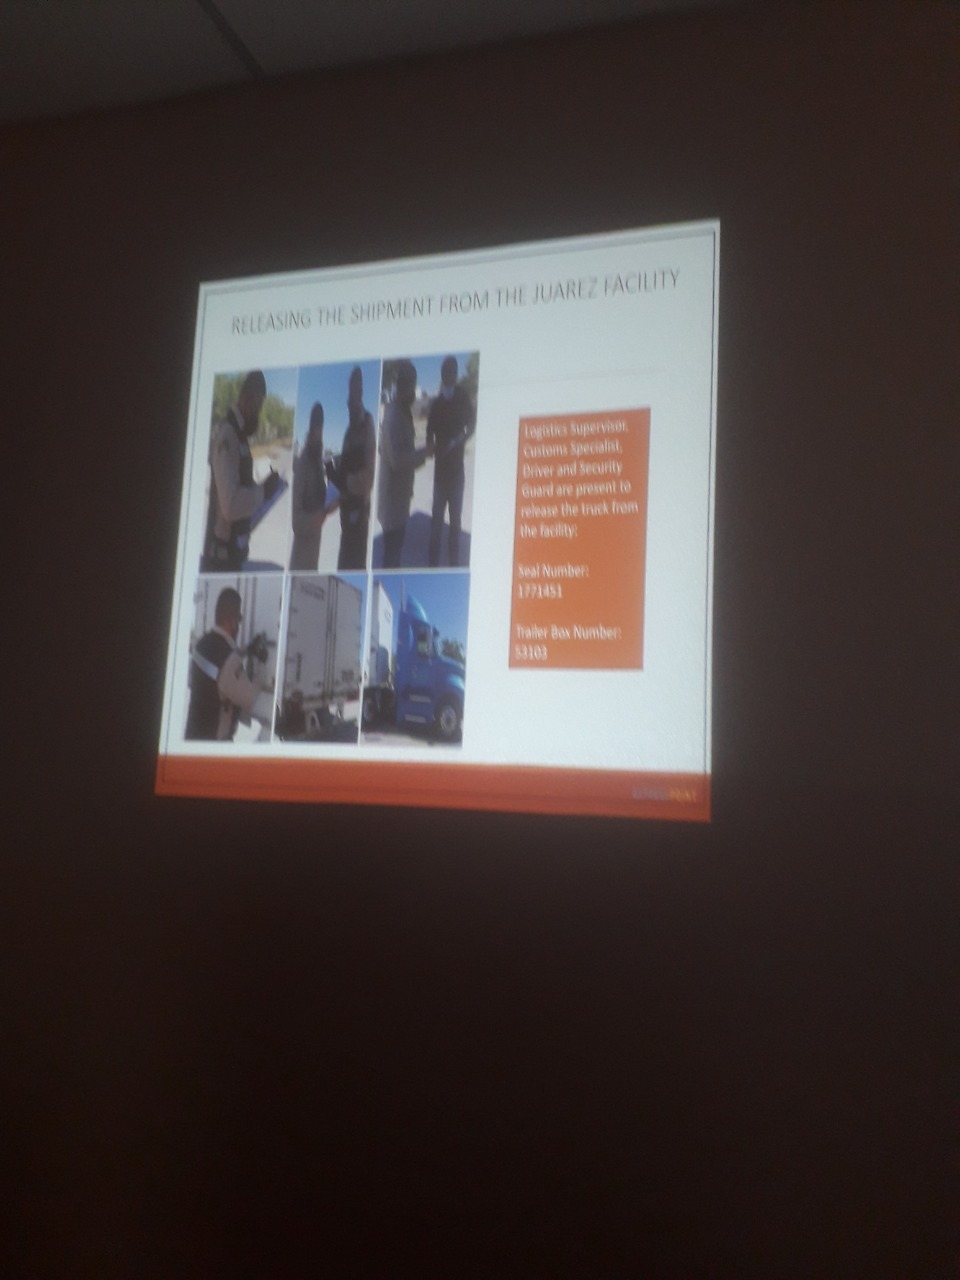 RELEASING THE SHIPMENT FROM THE JUAREZ FACILITY
Logistics Supervisor,
Customs Specialist,
Driver and Security
Guard are present to
release the truck from
the facility:
Seal Number:
1771451
Trailer Box Number:
53103